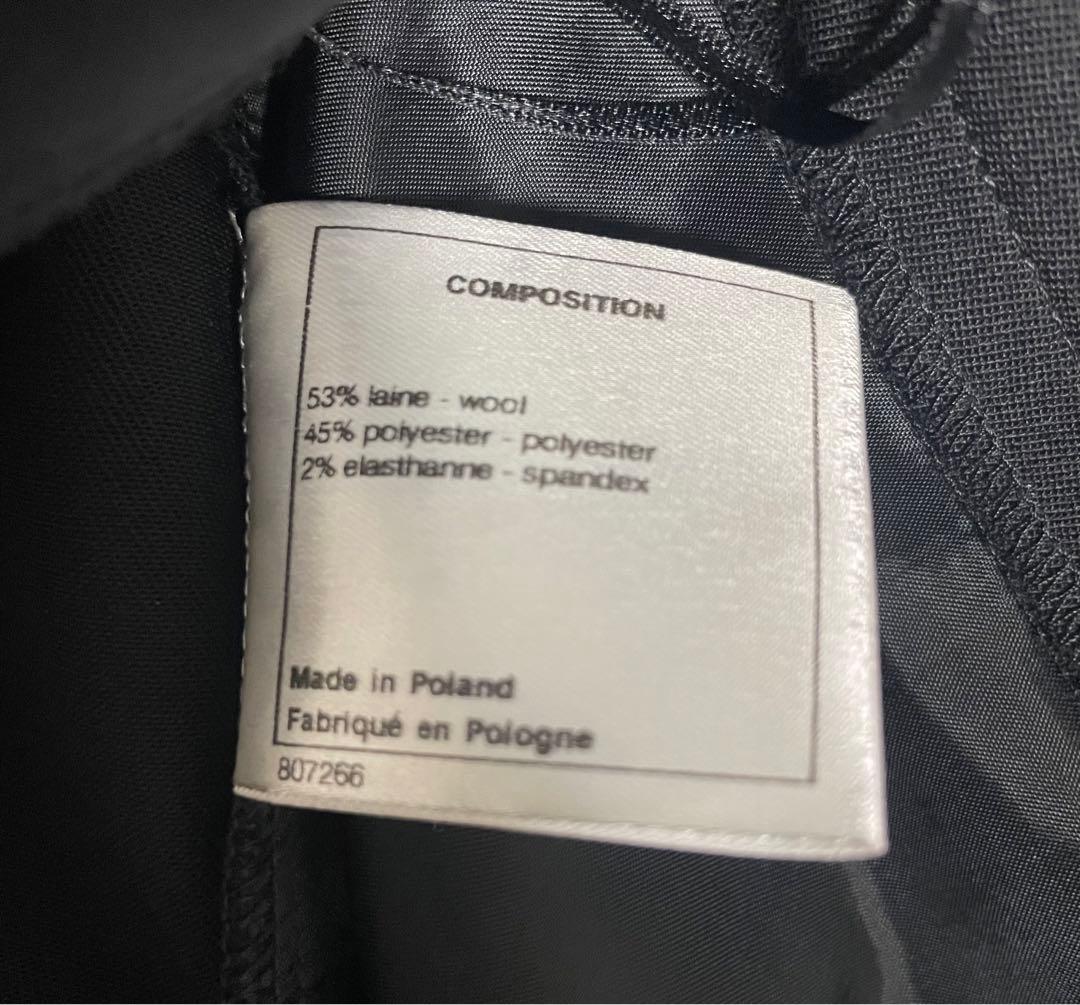 COMPOSITION
53% laine - wool
45% polyester - polyester
2% elasthanne - spandex
Made in Poland
Fabriqué en Pologne
807266